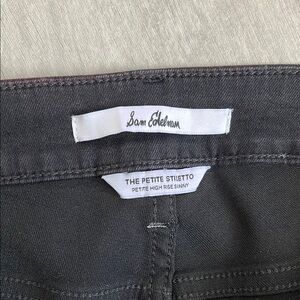 Sam Edelman
THE PETITE STILETTO
PETITE HIGH RISE SKINNY